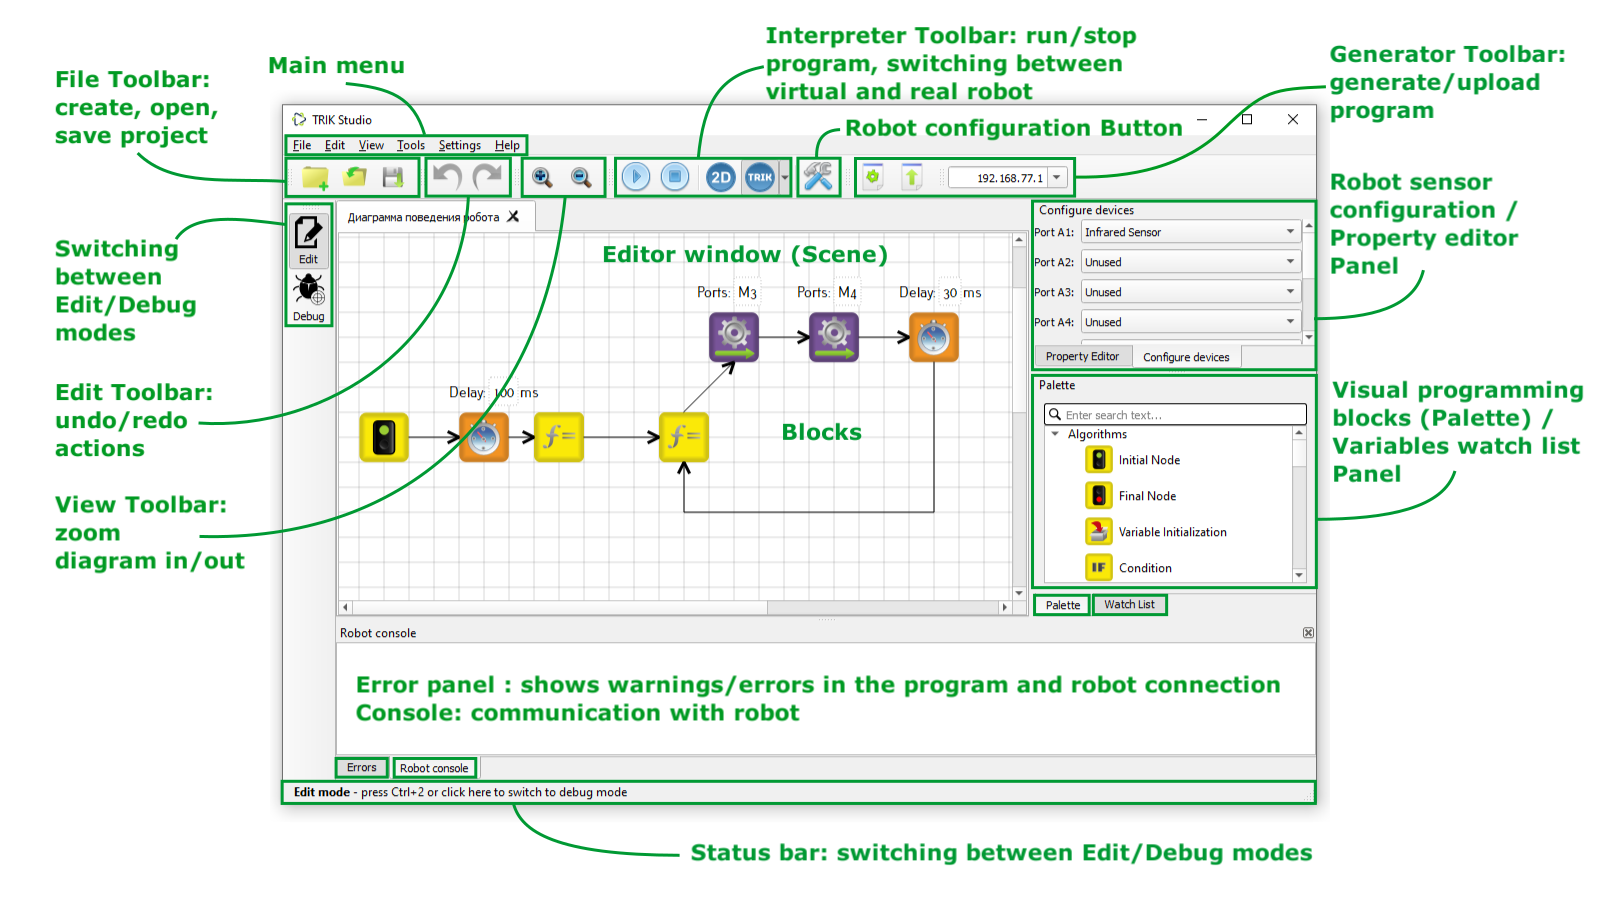 Interpreter Toolbar: run/stop
program, switching between
virtual and real robot
Generator Toolbar:
generate/upload
program
Main menu
File Toolbar:
create, open,
save project
TRIK Studio
Robot configuration Button
File Edit View Tools Settings Help
2D TRIK 192.168.77.1
Robot sensor
configuration /
Property editor
Panel
Switching
between
Edit/Debug
modes
Edit
Debug
Диаграмма поведения робота
Editor window (Scene)
Configure devices
Port A1: Infrared Sensor
Port A2: Unused
Port A3: Unused
Port A4: Unused
Property Editor Configure devices
Ports: M3 Ports: M4 Delay: 30 ms
Edit Toolbar:
undo/redo
actions
Delay: 100 ms
f= f=
Blocks
Palette
Enter search text...
Algorithms
Initial Node
Final Node
Variable Initialization
IF Condition
Visual programming
blocks (Palette) /
Variables watch list
Panel
View Toolbar:
zoom
diagram in/out
Palette Watch List
Robot console
Error panel : shows warnings/errors in the program and robot connection
Console: communication with robot
Errors Robot console
Edit mode - press Ctrl+2 or click here to switch to debug mode
Status bar: switching between Edit/Debug modes